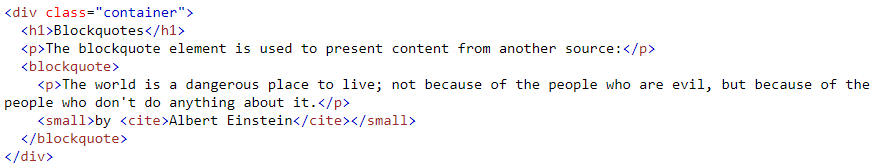 <div class="container">
  <h1>Blockquotes</h1>
  <p>The blockquote element is used to present content from another source:</p>
  <blockquote>
    <p>The world is a dangerous place to live; not because of the people who are evil, but because of the
people who don't do anything about it.</p>
    <small>by <cite>Albert Einstein</cite></small>
  </blockquote>
</div>